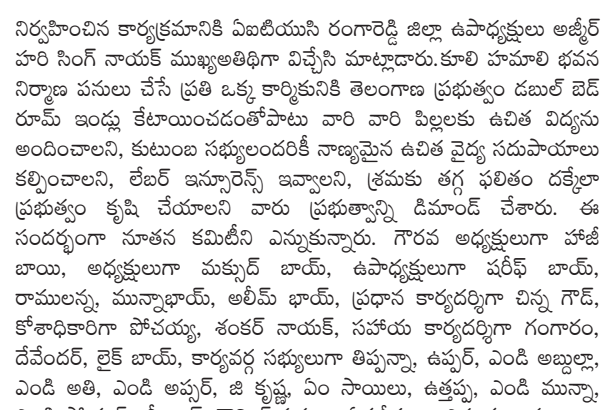 నిర్వహించిన కార్యక్రమానికి ఏఐటియుసి రంగారెడ్డి జిల్లా ఉపాధ్యక్షులు అజ్మీర్
హరి సింగ్ నాయక్ ముఖ్యఅతిథిగా విచ్చేసి మాట్లాడారు.కూలి హమాలి భవన
నిర్మాణ పనులు చేసే ప్రతి ఒక్క కార్మికునికి తెలంగాణ ప్రభుత్వం డబుల్ బెడ్
రూమ్ ఇండ్లు కేటాయించడంతోపాటు వారి వారి పిల్లలకు ఉచిత విద్యను
అందించాలని, కుటుంబ సభ్యులందరికీ నాణ్యమైన ఉచిత వైద్య సదుపాయాలు
కల్పించాలని, లేబర్ ఇన్సూరెన్స్ ఇవ్వాలని, శ్రమకు తగ్గ ఫలితం దక్కేలా
ప్రభుత్వం కృషి చేయాలని వారు ప్రభుత్వాన్ని డిమాండ్ చేశారు. ఈ
సందర్భంగా నూతన కమిటీని ఎన్నుకున్నారు. గౌరవ అధ్యక్షులుగా హాజీ
బాయి, అధ్యక్షులుగా మక్సుద్ బాయ్, ఉపాధ్యక్షులుగా షరీఫ్ బాయ్,
రాములన్న, మున్నాభాయ్, అలీమ్ భాయ్, ప్రధాన కార్యదర్శిగా చిన్న గౌడ్,
కోశాధికారిగా పోచయ్య, శంకర్ నాయక్, సహాయ కార్యదర్శిగా గంగారం,
దేవేందర్, లైక్ బాయ్, కార్యవర్గ సభ్యులుగా తిప్పన్నా, ఉప్పర్, ఎండి అబ్దుల్లా,
ఎండి అతి, ఎండి అప్సర్, జి కృష్ణ, ఏం సాయిలు, ఉత్తప్ప, ఎండి మున్నా,